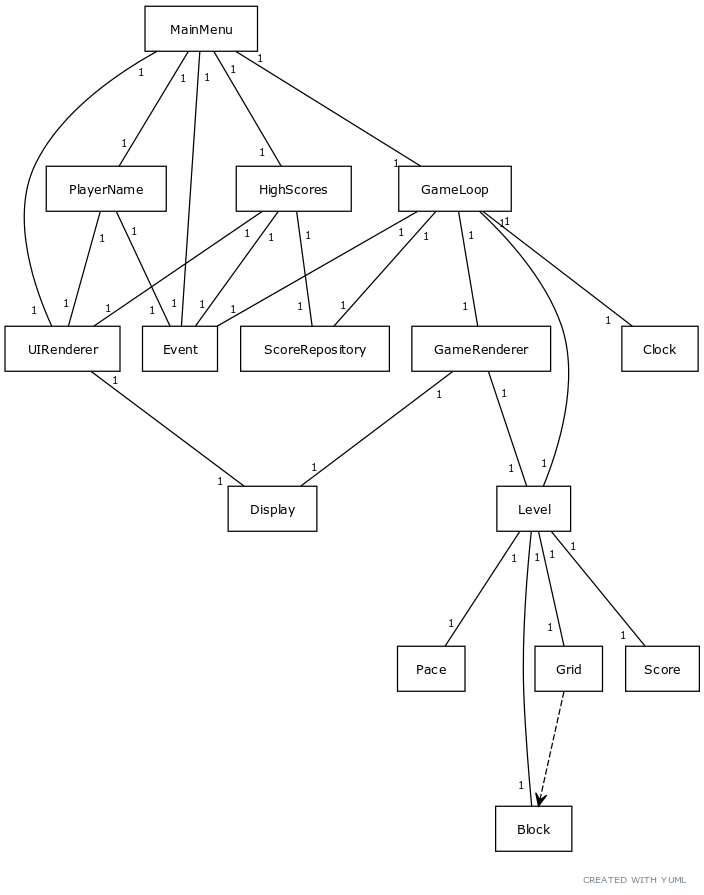 MainMenu
1 1 1 1 1
1 1 1
PlayerName HighScores GameLoop
1 1 1 1 1 1 1 1 1 1
1 1 1 1 1 1 1 1 1 1 1
UIRenderer Event ScoreRepository GameRenderer Clock
1 1 1
1 1 1 1
Display Level
1 1 1 1
1 1 1
Pace Grid Score
1
Block
CREATED WITH YUML